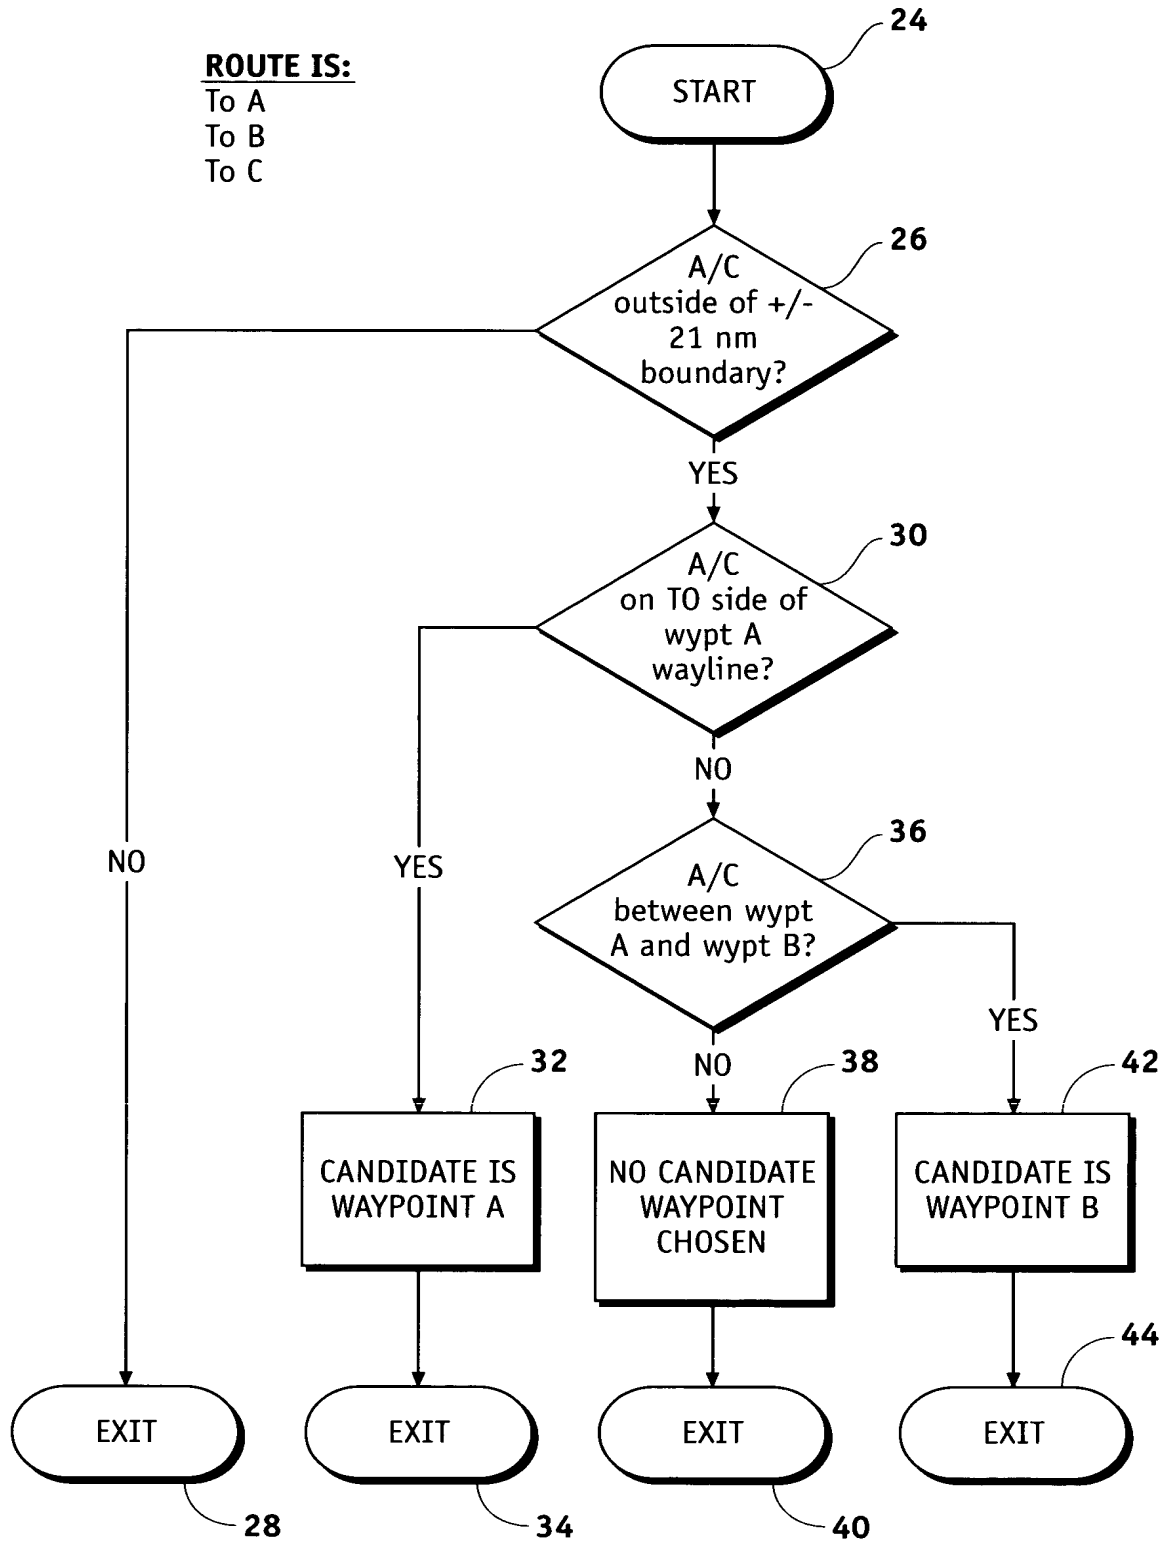 24
ROUTE IS:
To A
To B
To C
START
26
A/C
outside of +/-
21 nm
boundary?
YES
30
A/C
on TO side of
wypt A
wayline?
NO
36
A/C
between wypt
A and wypt B?
NO
YES
YES
NO
32
38
42
CANDIDATE IS
WAYPOINT A
NO CANDIDATE
WAYPOINT
CHOSEN
CANDIDATE IS
WAYPOINT B
44
EXIT
EXIT
EXIT
EXIT
28
34
40